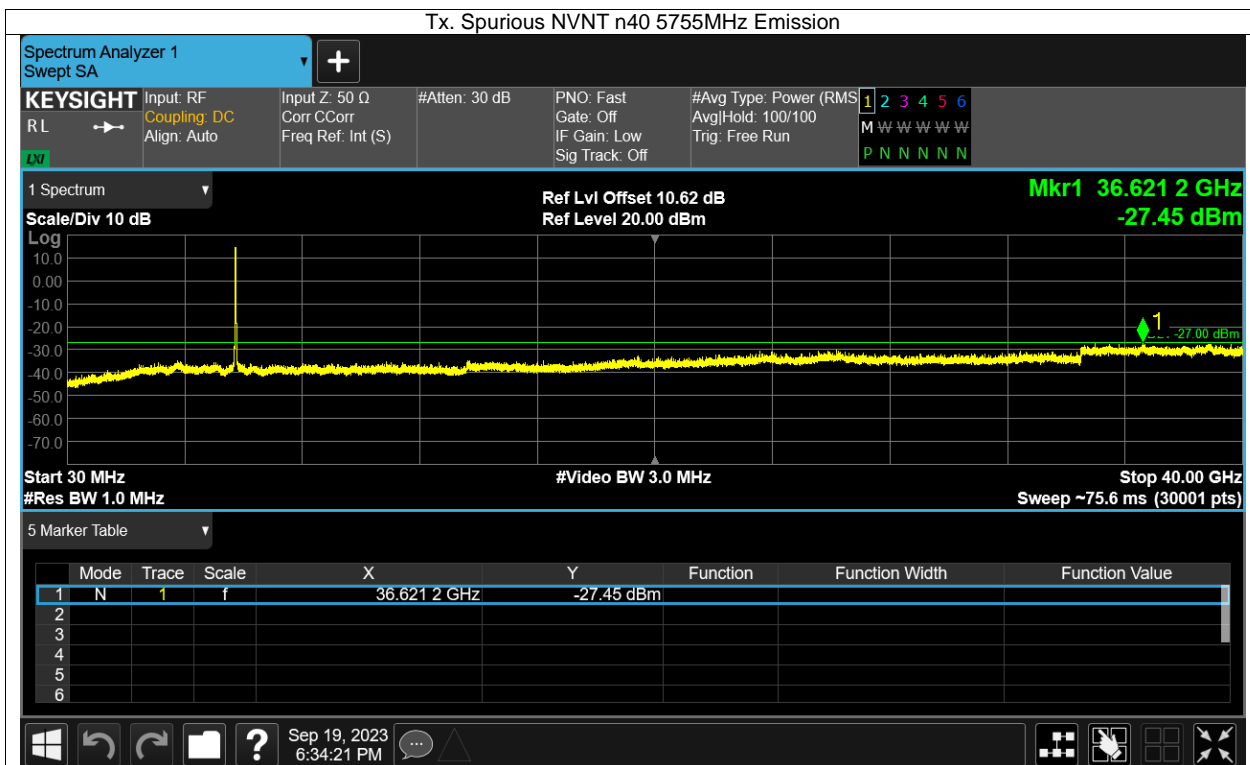 Tx. Spurious NVNT n40 5755MHz Emission
Spectrum Analyzer 1
Swept SA
KEYSIGHT
RL
LXI
Input: RF
Coupling: DC
Align: Auto
Input Z: 50 Ω
Corr CCorr
Freq Ref: Int (S)
#Atten: 30 dB
PNO: Fast
Gate: Off
IF Gain: Low
Sig Track: Off
#Avg Type: Power (RMS
Avg|Hold: 100/100
Trig: Free Run
1 2 3 4 5 6
M W W W W W
P N N N N N
1 Spectrum
Scale/Div 10 dB
Ref Lvl Offset 10.62 dB
Ref Level 20.00 dBm
Mkr1 36.621 2 GHz
-27.45 dBm
Log
10.0
0.00
-10.0
-20.0
-30.0
-40.0
-50.0
-60.0
-70.0
1
-27.00 dBm
Start 30 MHz
#Res BW 1.0 MHz
#Video BW 3.0 MHz
Stop 40.00 GHz
Sweep ~75.6 ms (30001 pts)
5 Marker Table
Mode Trace Scale X Y Function Function Width Function Value
1 N 1 f 36.621 2 GHz -27.45 dBm
2
3
4
5
6
?
Sep 19, 2023
6:34:21 PM